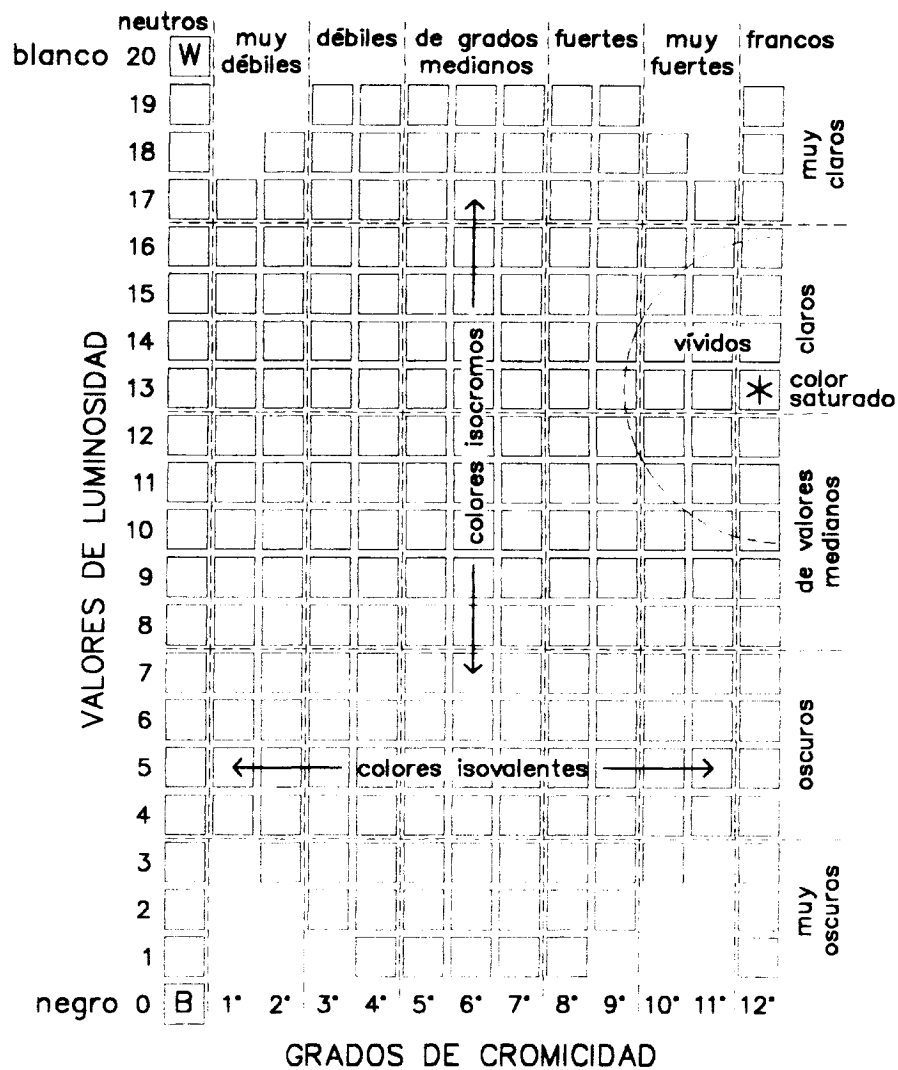 neutros
muy
débiles
débiles
de grados
medianos
fuertes
muy
fuertes
francos
blanco 20 W
19
18
17
16
15
14
13
12
11
10
9
8
7
6
5
4
3
2
1
negro 0 B
1° 2° 3° 4° 5° 6° 7° 8° 9° 10° 11° 12°
GRADOS DE CROMICIDAD
VALORES DE LUMINOSIDAD
colores isocromos
colores isovalentes
vívidos
muy
claros
claros
color
saturado
de valores
medianos
oscuros
muy
oscuros